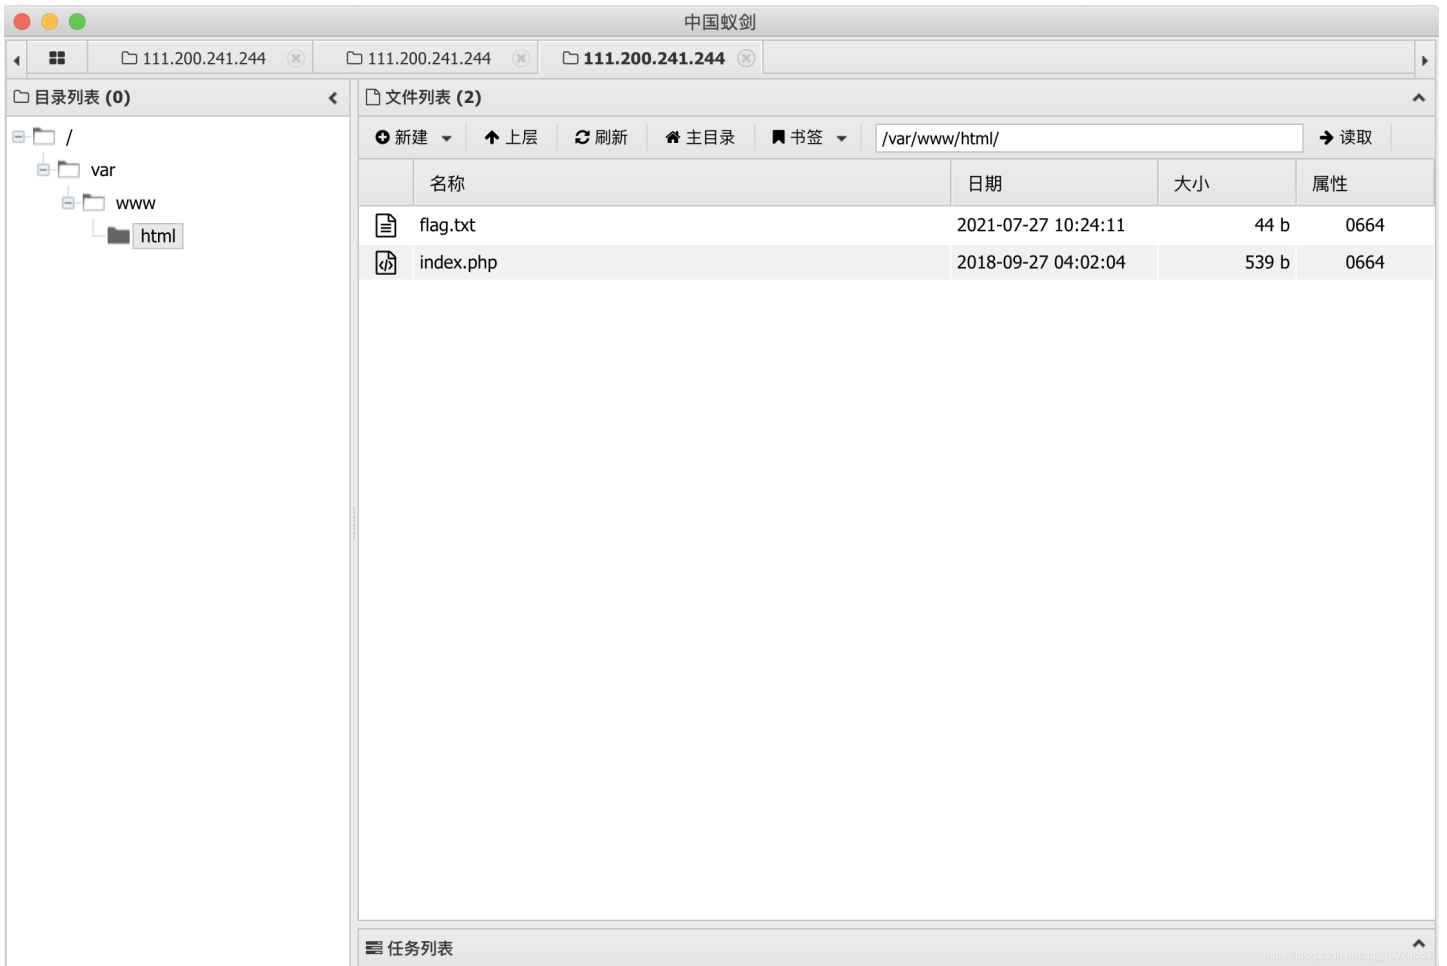 中国蚁剑
111.200.241.244 111.200.241.244 111.200.241.244
目录列表 (0)
/
var
www
html
文件列表 (2)
新建 上层 刷新 主目录 书签 /var/www/html/ 读取
名称 日期 大小 属性
flag.txt 2021-07-27 10:24:11 44 b 0664
index.php 2018-09-27 04:02:04 539 b 0664
任务列表